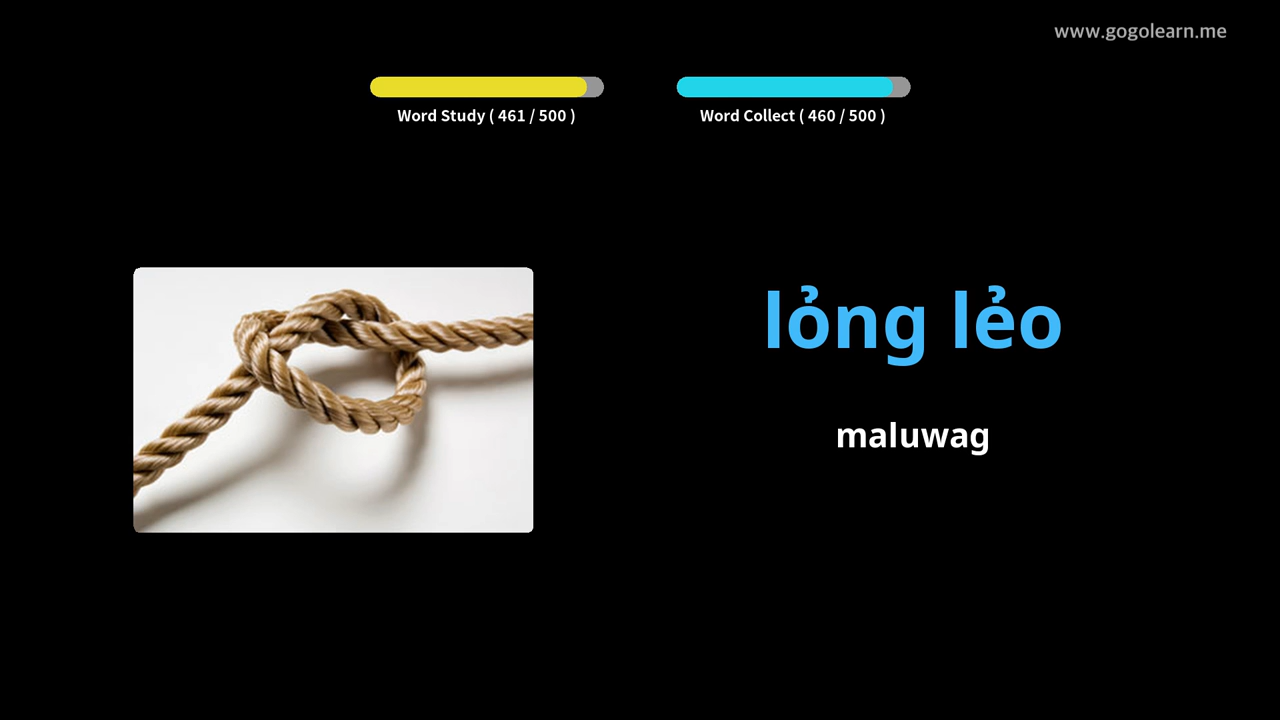 www.gogolearn.me
Word Study ( 461 / 500 )
Word Collect ( 460 / 500 )
lỏng lẻo
maluwag